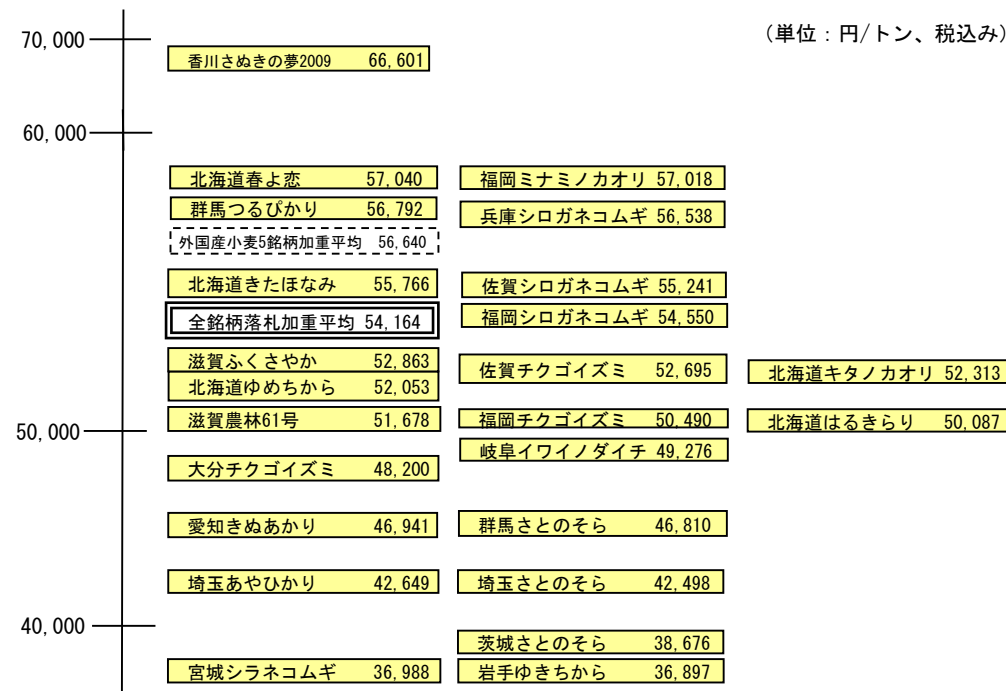 (単位：円/トン、税込み)
70,000
香川さぬきの夢2009 66,601
60,000
北海道春よ恋 57,040 福岡ミナミノカオリ 57,018
群馬つるぴかり 56,792 兵庫シロガネコムギ 56,538
外国産小麦5銘柄加重平均 56,640
北海道きたほなみ 55,766 佐賀シロガネコムギ 55,241
全銘柄落札加重平均 54,164 福岡シロガネコムギ 54,550
滋賀ふくさやか 52,863 佐賀チクゴイズミ 52,695 北海道キタノカオリ 52,313
北海道ゆめちから 52,053
滋賀農林61号 51,678 福岡チクゴイズミ 50,490 北海道はるきらり 50,087
50,000
岐阜イワイノダイチ 49,276
大分チクゴイズミ 48,200
愛知きぬあかり 46,941 群馬さとのそら 46,810
埼玉あやひかり 42,649 埼玉さとのそら 42,498
40,000
茨城さとのそら 38,676
宮城シラネコムギ 36,988 岩手ゆきちから 36,897